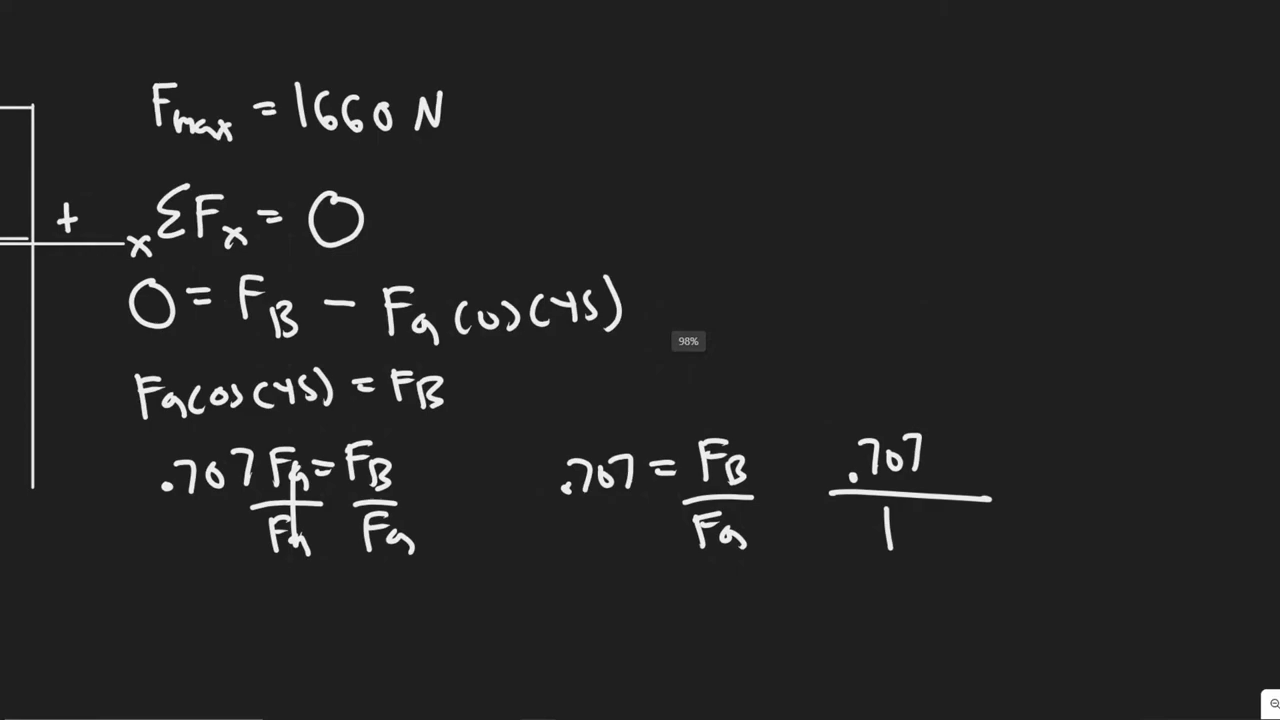 Fmax = 1660 N
+
x ΣFx = 0
0 = FB - Fa cos(45)
Fa cos(45) = FB
.707 Fa = FB
Fa Fa
.707 = FB
Fa
.707
1
98%